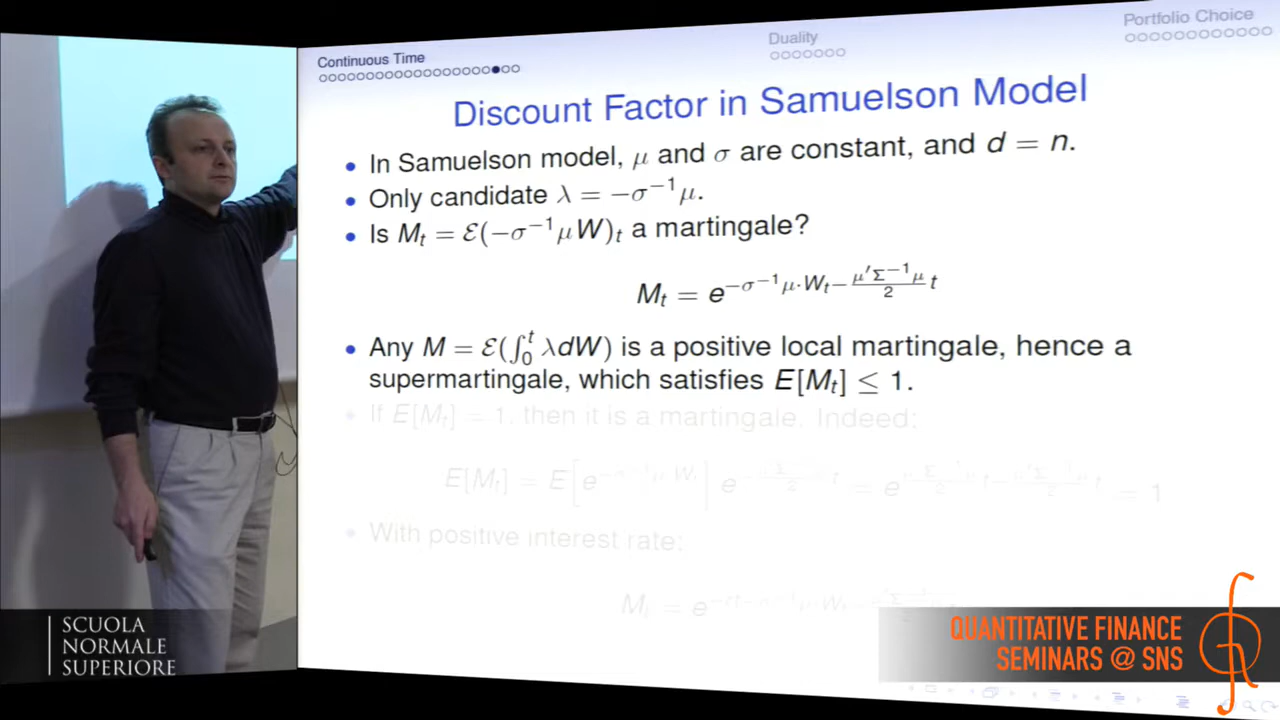 Continuous Time
Duality
Portfolio Choice
Discount Factor in Samuelson Model
• In Samuelson model, μ and σ are constant, and d = n.
• Only candidate λ = −σ⁻¹μ.
• Is Mₜ = ℰ(−σ⁻¹μW)ₜ a martingale?
Mₜ = e^{−σ⁻¹μ·Wₜ − \frac{μ′Σ⁻¹μ}{2} t}
• Any M = ℰ(∫₀ᵗ λdW) is a positive local martingale, hence a
supermartingale, which satisfies E[Mₜ] ≤ 1.
• If E[Mₜ] = 1, then it is a martingale. Indeed:
• With positive interest rate:
SCUOLA
NORMALE
SUPERIORE
QUANTITATIVE FINANCE
SEMINARS @ SNS